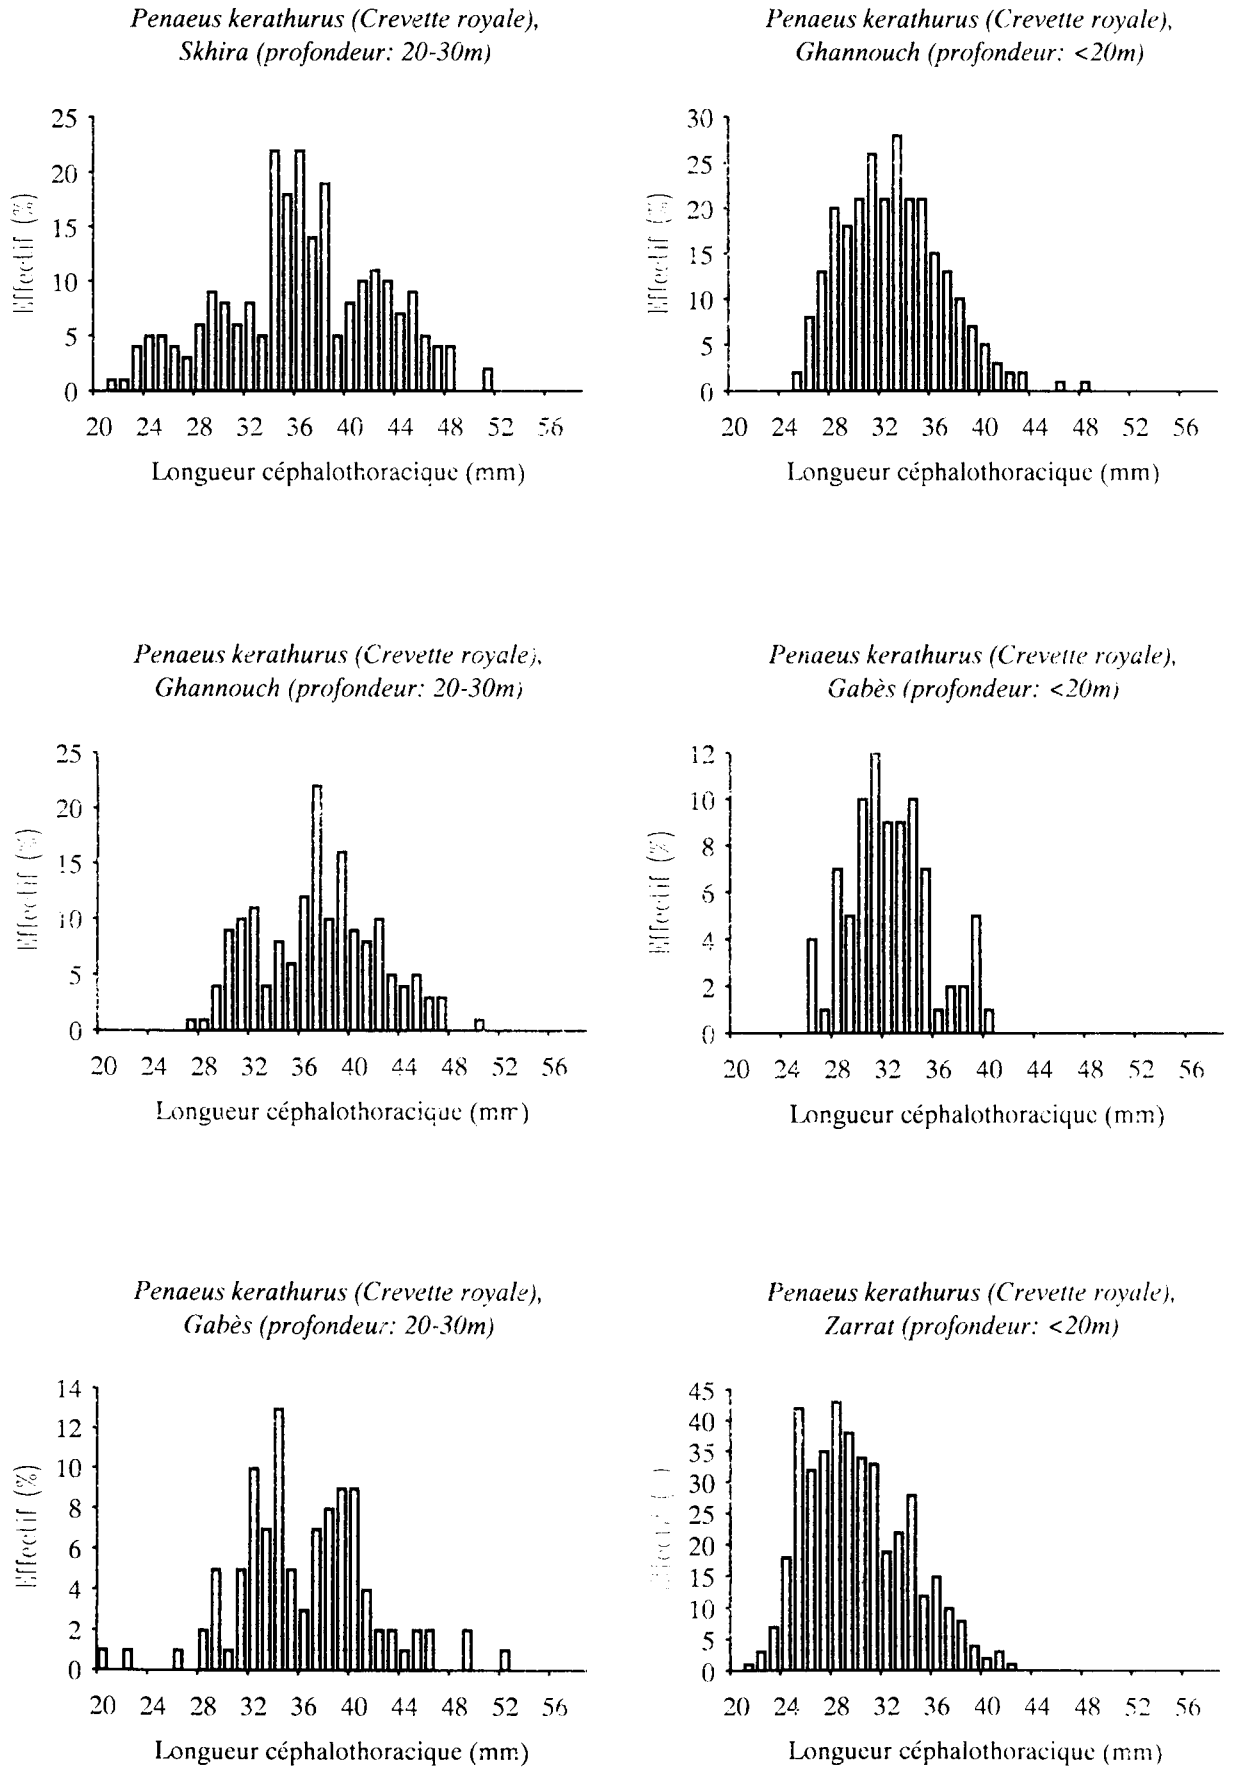 Penaeus kerathurus (Crevette royale),
Skhira (profondeur: 20-30m)
Effectif (%)
25
20
15
10
5
0
20 24 28 32 36 40 44 48 52 56
Longueur céphalothoracique (mm)
Penaeus kerathurus (Crevette royale),
Ghannouch (profondeur: <20m)
Effectif (%)
30
25
20
15
10
5
0
20 24 28 32 36 40 44 48 52 56
Longueur céphalothoracique (mm)
Penaeus kerathurus (Crevette royale),
Ghannouch (profondeur: 20-30m)
Effectif (%)
25
20
15
10
5
0
20 24 28 32 36 40 44 48 52 56
Longueur céphalothoracique (mm)
Penaeus kerathurus (Crevette royale),
Gabès (profondeur: <20m)
Effectif (%)
12
10
8
6
4
2
0
20 24 28 32 36 40 44 48 52 56
Longueur céphalothoracique (mm)
Penaeus kerathurus (Crevette royale),
Gabès (profondeur: 20-30m)
Effectif (%)
14
12
10
8
6
4
2
0
20 24 28 32 36 40 44 48 52 56
Longueur céphalothoracique (mm)
Penaeus kerathurus (Crevette royale),
Zarrat (profondeur: <20m)
45
40
35
30
25
20
15
10
5
0
20 24 28 32 36 40 44 48 52 56
Longueur céphalothoracique (mm)